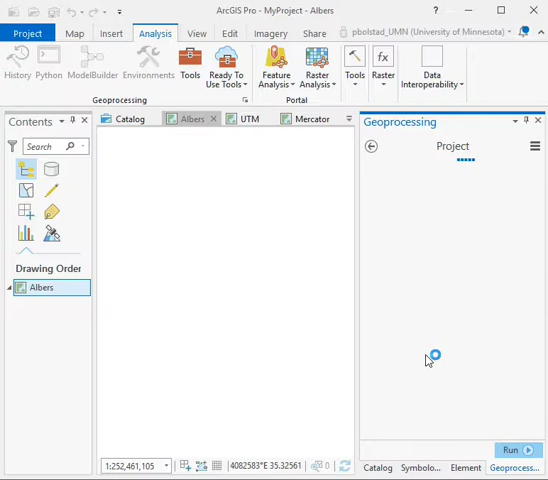 ArcGIS Pro - MyProject - Albers
?
Project Map Insert Analysis View Edit Imagery Share pbolstad_UMN (University of Minnesota)
History Python ModelBuilder Environments Tools Ready To Use Tools Feature Analysis Raster Analysis Tools Raster Data Interoperability
fx
Geoprocessing Portal
Contents
Catalog Albers UTM Mercator
Geoprocessing
Search
Project
Drawing Order
Albers
1:252,461,105
4082583°E 35.32561
0
Run
Catalog Symbolo... Element Geoprocess...